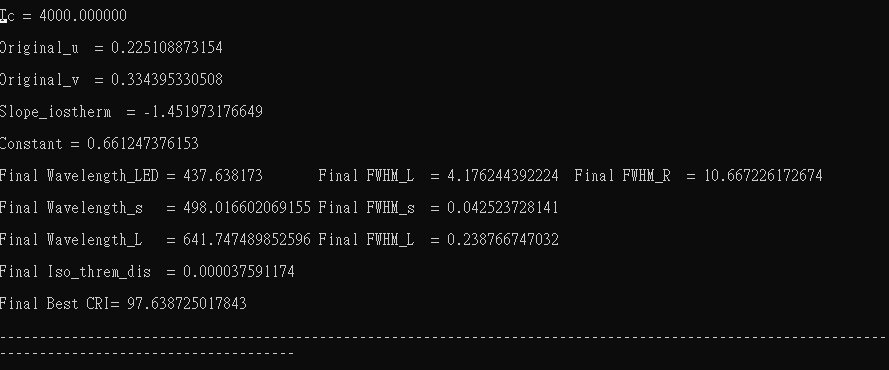 Tc = 4000.000000
Original_u = 0.225108873154
Original_v = 0.334395330508
Slope_iostherm = -1.451973176649
Constant = 0.661247376153
Final Wavelength_LED = 437.638173 Final FWHM_L = 4.176244392224 Final FWHM_R = 10.667226172674
Final Wavelength_s = 498.016602069155 Final FWHM_s = 0.042523728141
Final Wavelength_L = 641.747489852596 Final FWHM_L = 0.238766747032
Final Iso_threm_dis = 0.000037591174
Final Best CRI= 97.638725017843